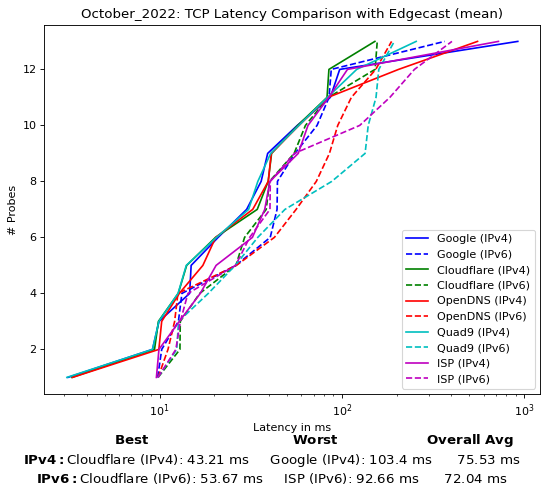 October_2022: TCP Latency Comparison with Edgecast (mean)
# Probes
12
10
8
6
4
2
Google (IPv4)
Google (IPv6)
Cloudflare (IPv4)
Cloudflare (IPv6)
OpenDNS (IPv4)
OpenDNS (IPv6)
Quad9 (IPv4)
Quad9 (IPv6)
ISP (IPv4)
ISP (IPv6)
10¹ 10² 10³
Latency in ms
Best Worst Overall Avg
IPv4: Cloudflare (IPv4): 43.21 ms Google (IPv4): 103.4 ms 75.53 ms
IPv6: Cloudflare (IPv6): 53.67 ms ISP (IPv6): 92.66 ms 72.04 ms